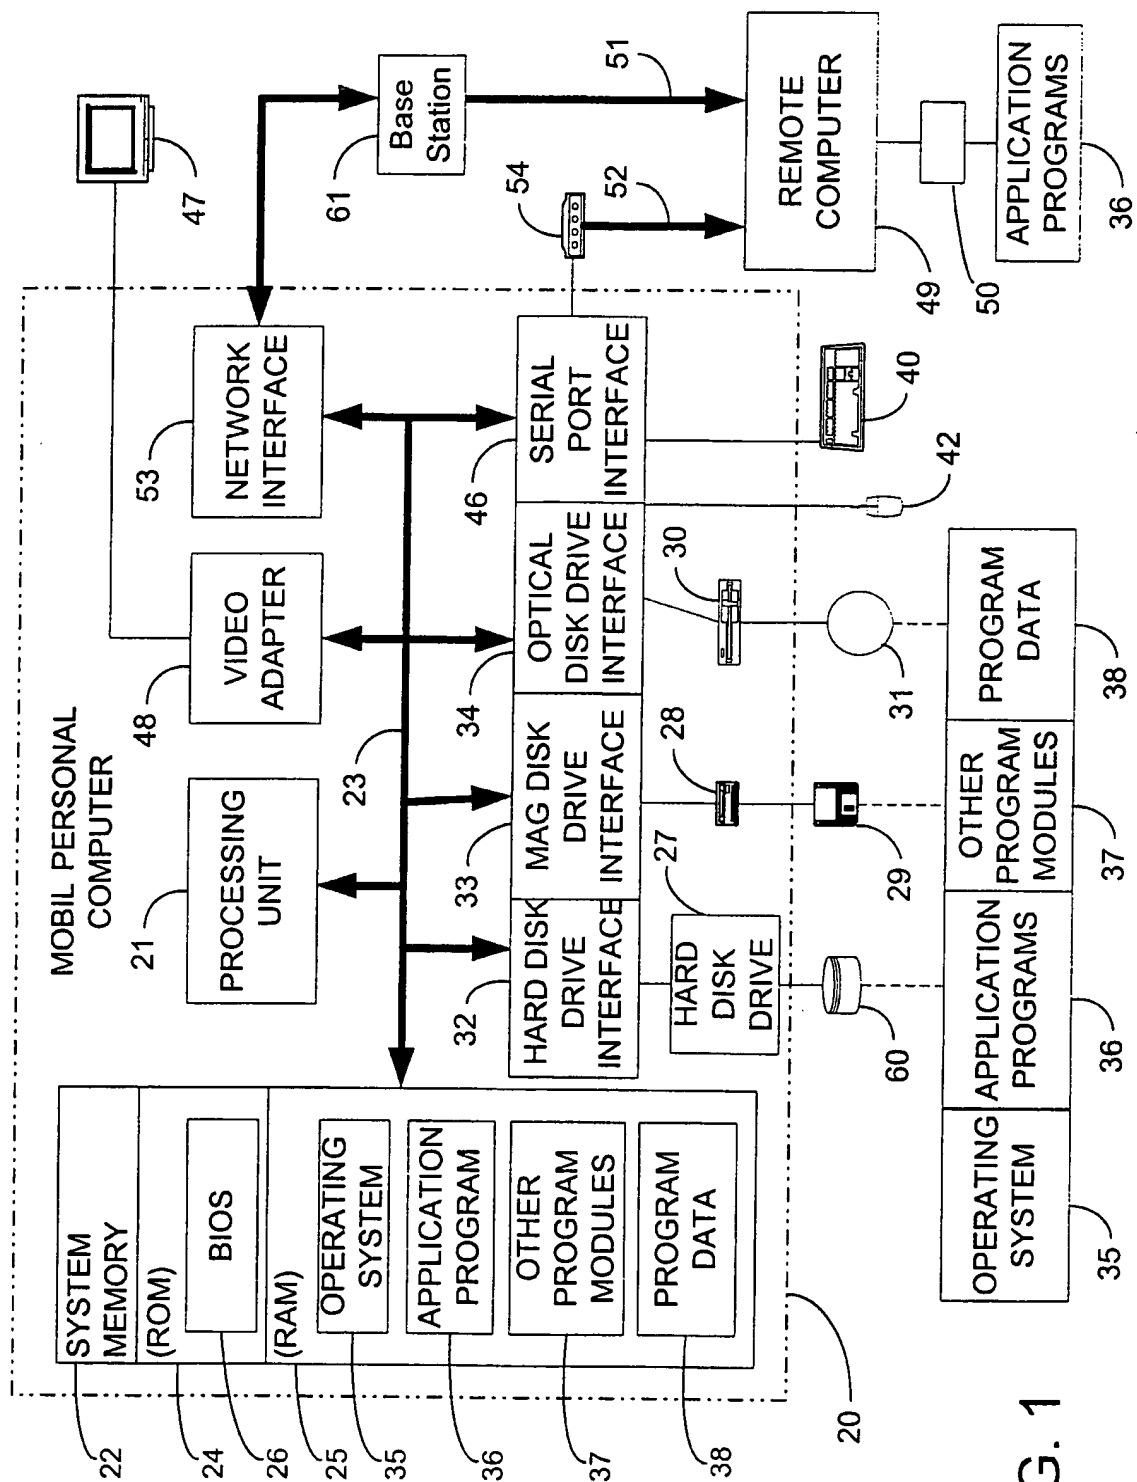 MOBIL PERSONAL
COMPUTER
SYSTEM
MEMORY
22
(ROM)
24
BIOS
26
(RAM)
25
OPERATING
SYSTEM
35
APPLICATION
PROGRAM
36
OTHER
PROGRAM
MODULES
37
PROGRAM
DATA
38
20
PROCESSING
UNIT
21
VIDEO
ADAPTER
48
NETWORK
INTERFACE
53
47
23
HARD DISK
DRIVE
INTERFACE
32
MAG DISK
DRIVE
INTERFACE
33
OPTICAL
DISK DRIVE
INTERFACE
34
SERIAL
PORT
INTERFACE
46
61
Base
Station
51
54
52
REMOTE
COMPUTER
49
50
APPLICATION
PROGRAMS
36
HARD
DISK
DRIVE
27
28
30
42
40
60
29
31
OPERATING
SYSTEM
35
APPLICATION
PROGRAMS
36
OTHER
PROGRAM
MODULES
37
PROGRAM
DATA
38
G. 1